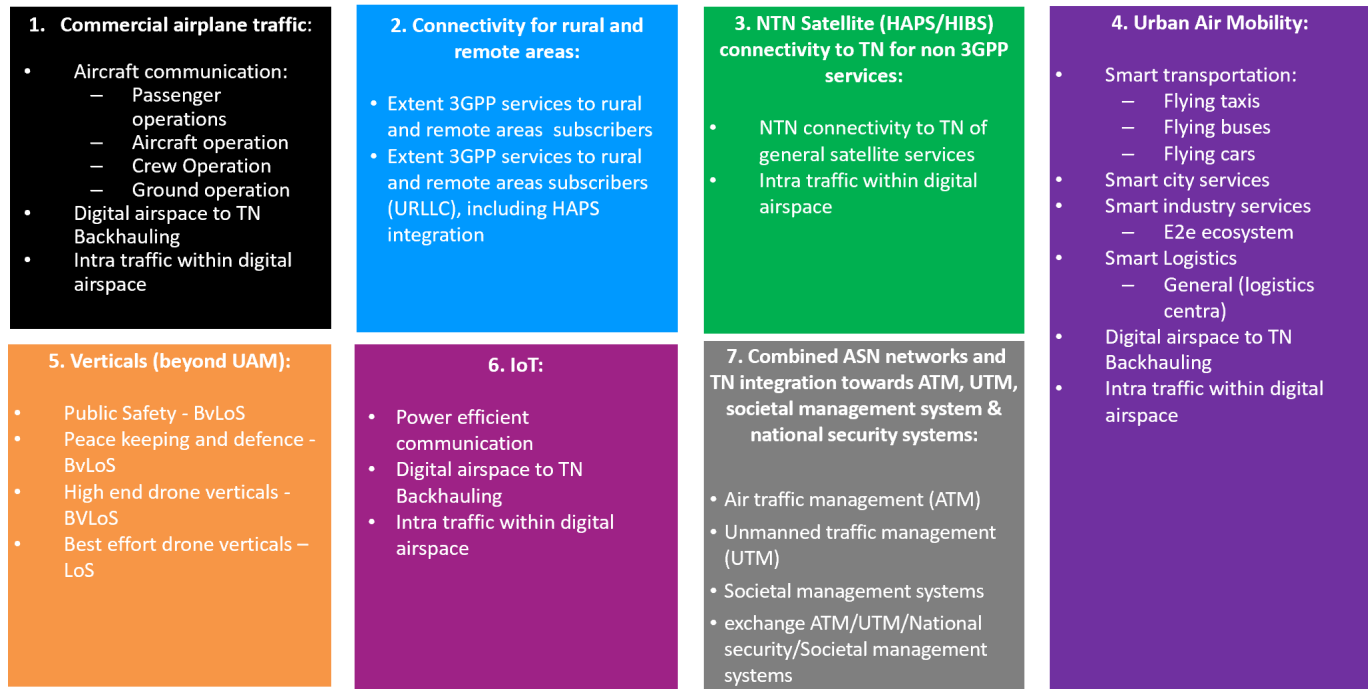 1. Commercial airplane traffic:
• Aircraft communication:
– Passenger
operations
– Aircraft operation
– Crew Operation
– Ground operation
• Digital airspace to TN
Backhauling
• Intra traffic within digital
airspace
2. Connectivity for rural and
remote areas:
• Extent 3GPP services to rural
and remote areas subscribers
• Extent 3GPP services to rural
and remote areas subscribers
(URLLC), including HAPS
integration
3. NTN Satellite (HAPS/HIBS)
connectivity to TN for non 3GPP
services:
• NTN connectivity to TN of
general satellite services
• Intra traffic within digital
airspace
4. Urban Air Mobility:
• Smart transportation:
– Flying taxis
– Flying buses
– Flying cars
• Smart city services
• Smart industry services
– E2e ecosystem
• Smart Logistics
– General (logistics
centra)
• Digital airspace to TN
Backhauling
• Intra traffic within digital
airspace
5. Verticals (beyond UAM):
• Public Safety - BvLoS
• Peace keeping and defence -
BvLoS
• High end drone verticals -
BVLoS
• Best effort drone verticals –
LoS
6. IoT:
• Power efficient
communication
• Digital airspace to TN
Backhauling
• Intra traffic within digital
airspace
7. Combined ASN networks and
TN integration towards ATM, UTM,
societal management system &
national security systems:
• Air traffic management (ATM)
• Unmanned traffic management
(UTM)
• Societal management systems
• exchange ATM/UTM/National
security/Societal management
systems